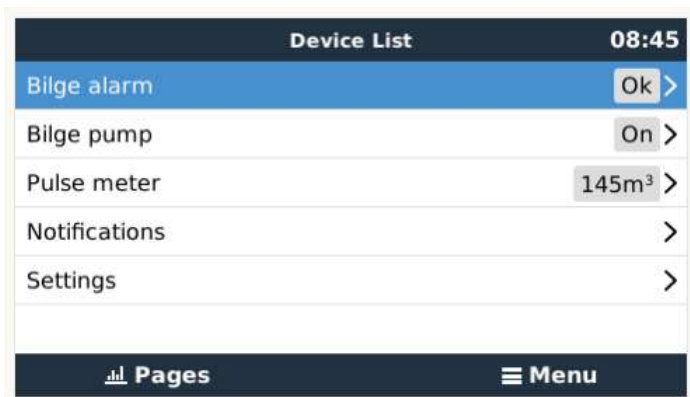 Device List 08:45
Bilge alarm Ok
Bilge pump On
Pulse meter 145m³
Notifications
Settings
Pages Menu